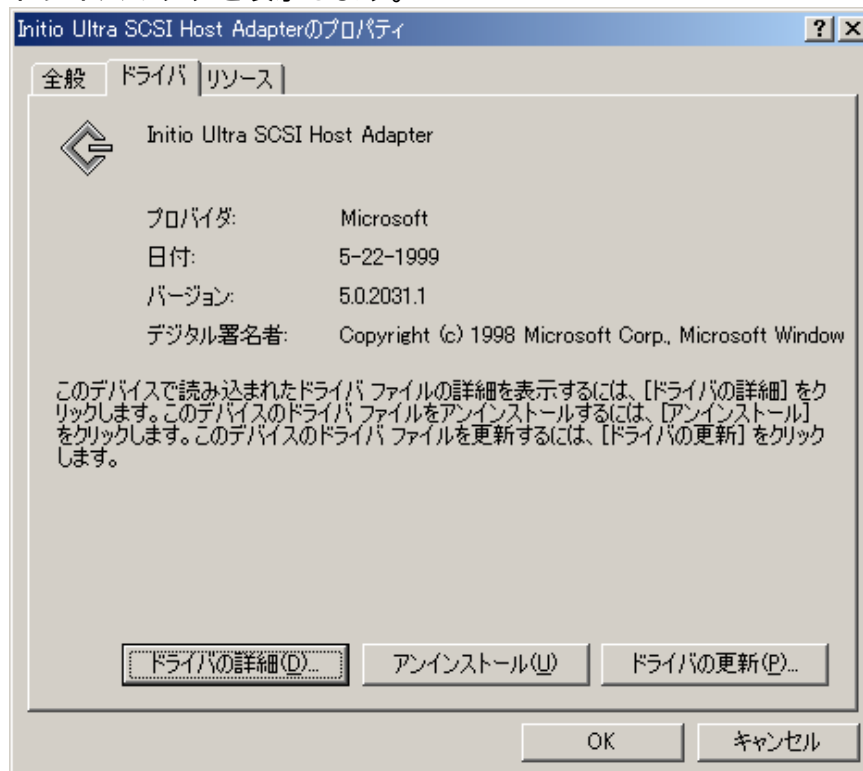 Initio Ultra SCSI Host Adapterのプロパティ
全般
ドライバ
リソース
Initio Ultra SCSI Host Adapter
プロバイダ: Microsoft
日付: 5-22-1999
バージョン: 5.0.2031.1
デジタル署名者: Copyright (c) 1998 Microsoft Corp., Microsoft Window
このデバイスで読み込まれたドライバ ファイルの詳細を表示するには、[ドライバの詳細] をク
リックします。このデバイスのドライバ ファイルをアンインストールするには、[アンインストール]
をクリックします。このデバイスのドライバ ファイルを更新するには、[ドライバの更新] をクリック
します。
ドライバの詳細(D)...
アンインストール(U)
ドライバの更新(P)...
OK
キャンセル